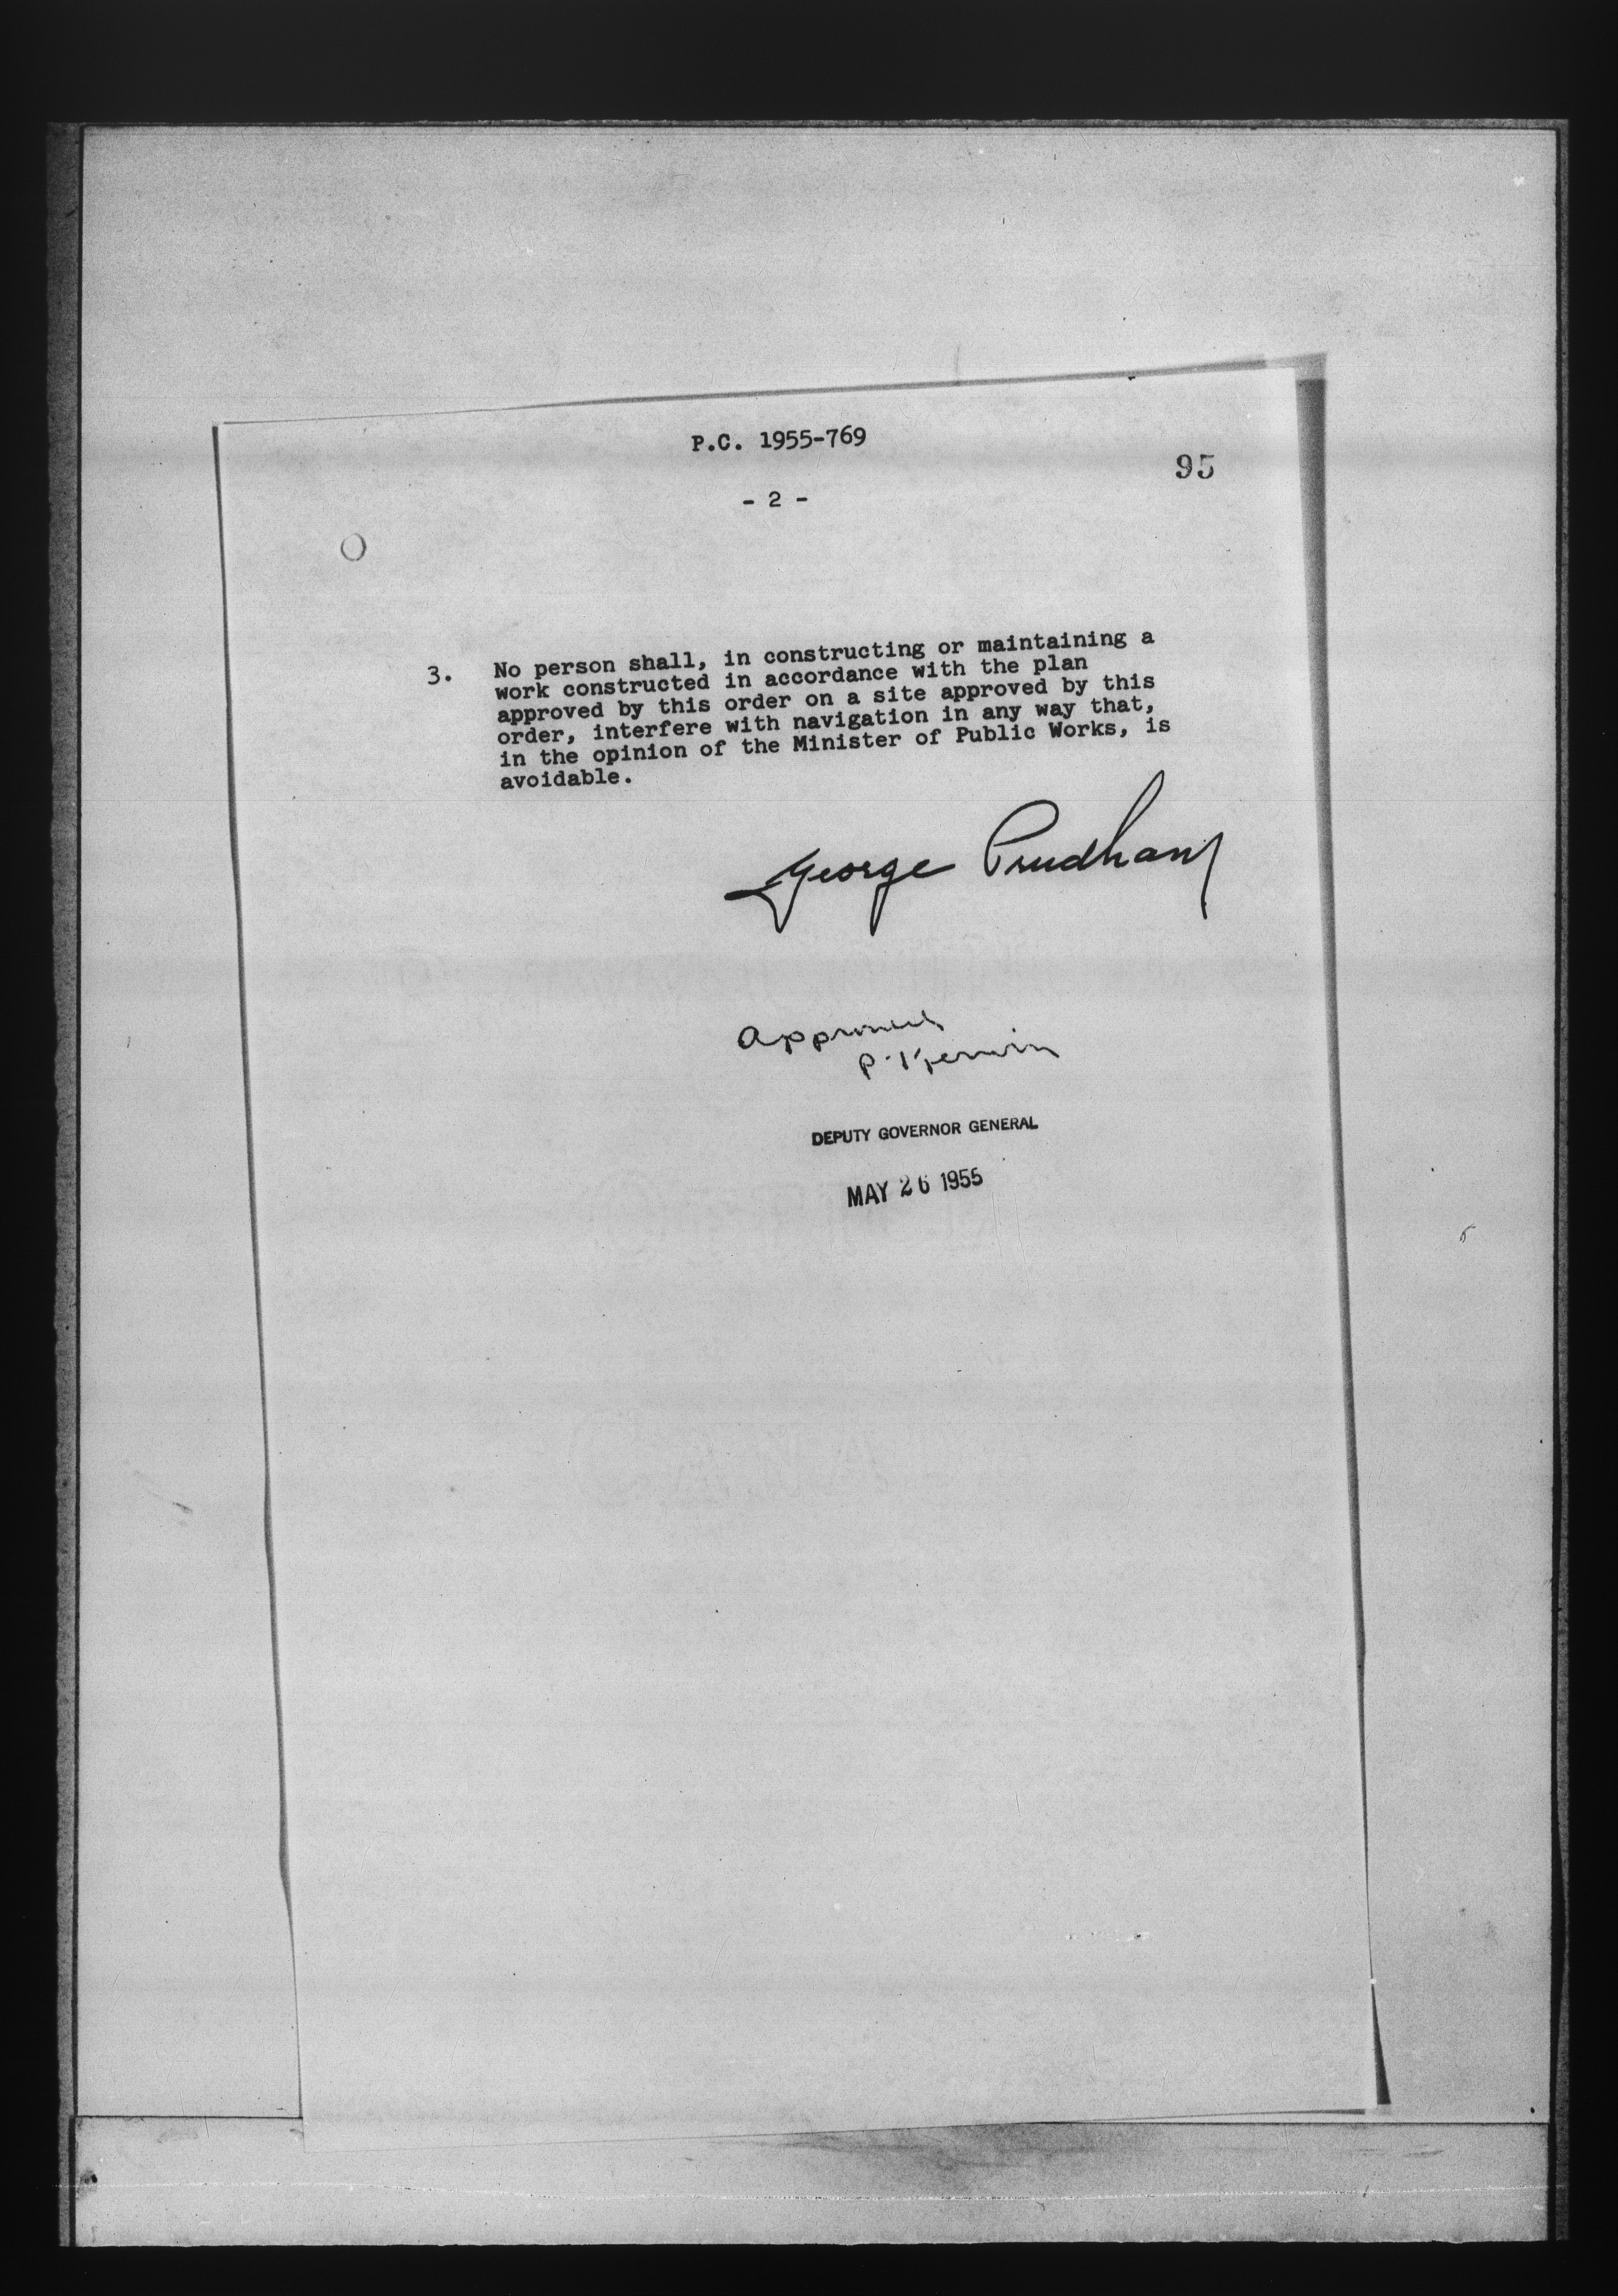 P.C. 1955-769
95
- 2 -
3. No person shall, in constructing or maintaining a
work constructed in accordance with the plan
approved by this order on a site approved by this
order, interfere with navigation in any way that,
in the opinion of the Minister of Public Works, is
avoidable.
George Prudham
Approved
P. Kerwin
DEPUTY GOVERNOR GENERAL
MAY 26 1955